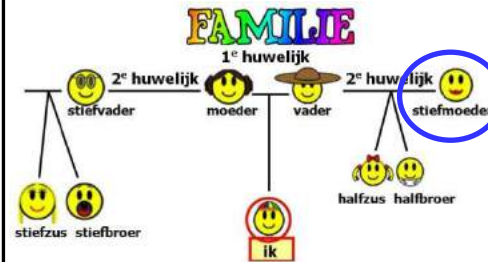 FAMILIE
1e huwelijk
2e huwelijk
2e huwelijk
stiefvader
moeder
vader
stiefmoeder
halfzus halfbroer
stiefzus stiefbroer
ik